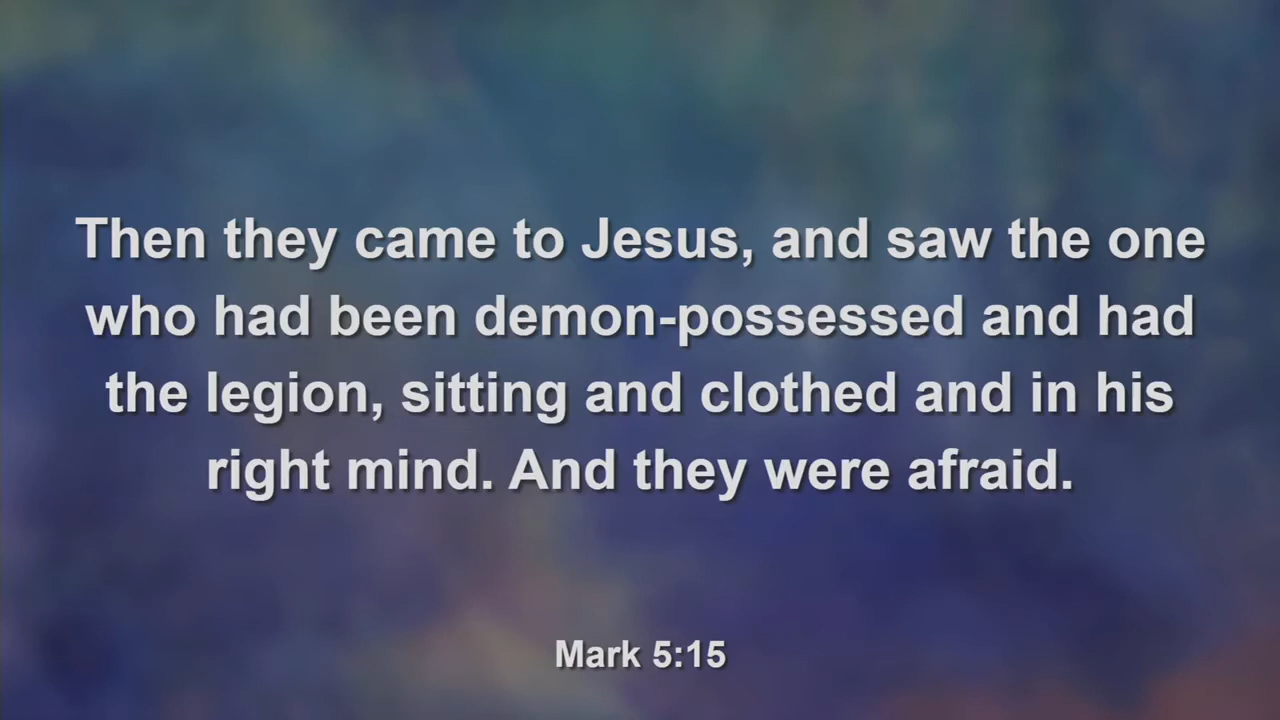 Then they came to Jesus, and saw the one
who had been demon-possessed and had
the legion, sitting and clothed and in his
right mind. And they were afraid.
Mark 5:15